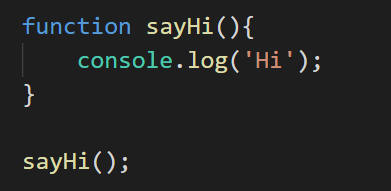 function sayHi(){
    console.log('Hi');
}

sayHi();